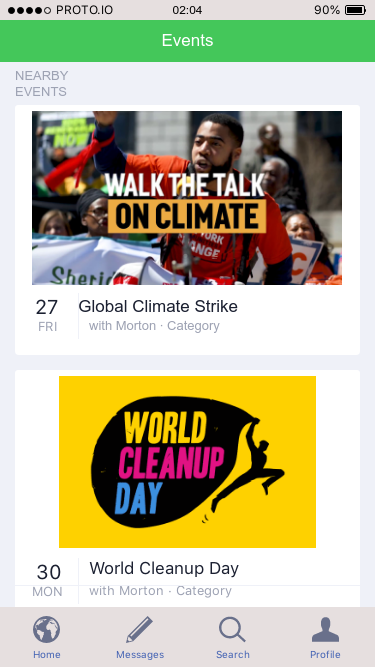 PROTO.IO 02:04 90%
Events
NEARBY
EVENTS
NOW
WALK THE TALK
ON CLIMATE
YORK
ANGE
Sheri
27 Global Climate Strike
FRI with Morton · Category
WORLD
CLEANUP
DAY
30 World Cleanup Day
MON with Morton · Category
Home Messages Search Profile